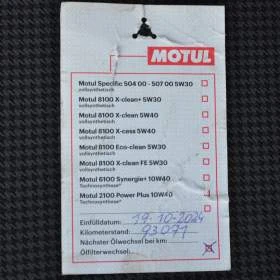 MOTUL
Motul Specific 504 00 - 507 00 5W30
vollsynthetisch
Motul 8100 X-clean+ 5W30
vollsynthetisch
Motul 8100 X-clean 5W40
vollsynthetisch
Motul 8100 X-cess 5W40
vollsynthetisch
Motul 8100 Eco-clean 5W30
vollsynthetisch
Motul 8100 X-clean FE 5W30
vollsynthetisch
Motul 6100 Synergie+ 10W40
Technosynthese®
Motul 2100 Power Plus 10W40
Technosynthese®
Einfülldatum: 19-10-2024
Kilometerstand: 93071
Nächster Ölwechsel bei km:
Ölfilterwechsel: